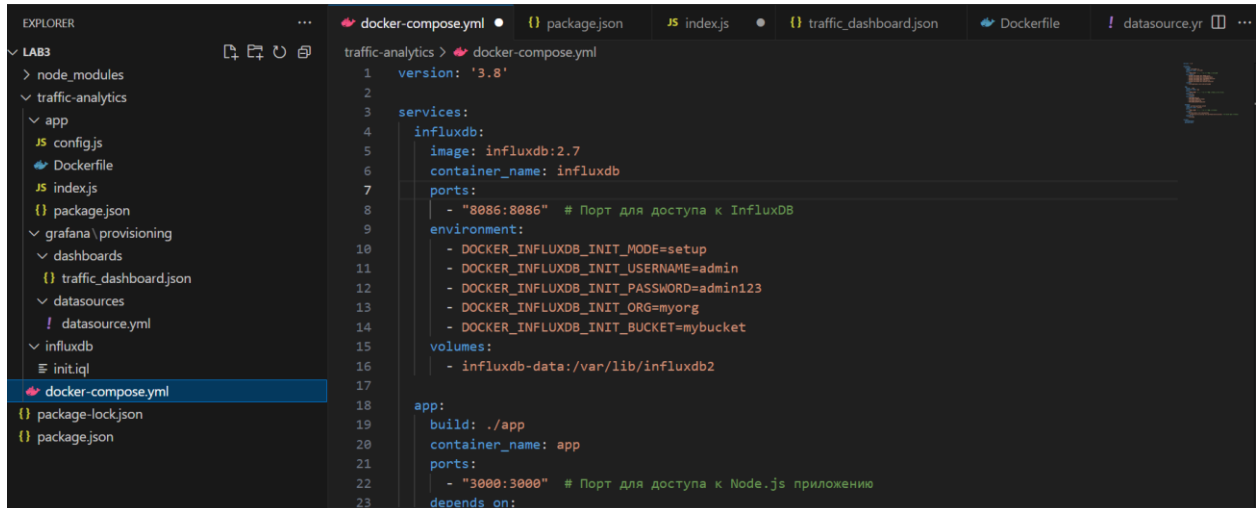 EXPLORER
LAB3
node_modules
traffic-analytics
app
JS config.js
Dockerfile
JS index.js
{} package.json
grafana\provisioning
dashboards
{} traffic_dashboard.json
datasources
! datasource.yml
influxdb
init.iql
docker-compose.yml
{} package-lock.json
{} package.json
docker-compose.yml
{} package.json
JS index.js
{} traffic_dashboard.json
Dockerfile
! datasource.yr
traffic-analytics > docker-compose.yml
1 version: '3.8'
2
3 services:
4 influxdb:
5 image: influxdb:2.7
6 container_name: influxdb
7 ports:
8 - "8086:8086" # Порт для доступа к InfluxDB
9 environment:
10 - DOCKER_INFLUXDB_INIT_MODE=setup
11 - DOCKER_INFLUXDB_INIT_USERNAME=admin
12 - DOCKER_INFLUXDB_INIT_PASSWORD=admin123
13 - DOCKER_INFLUXDB_INIT_ORG=myorg
14 - DOCKER_INFLUXDB_INIT_BUCKET=mybucket
15 volumes:
16 - influxdb-data:/var/lib/influxdb2
17
18 app:
19 build: ./app
20 container_name: app
21 ports:
22 - "3000:3000" # Порт для доступа к Node.js приложению
23 depends_on: